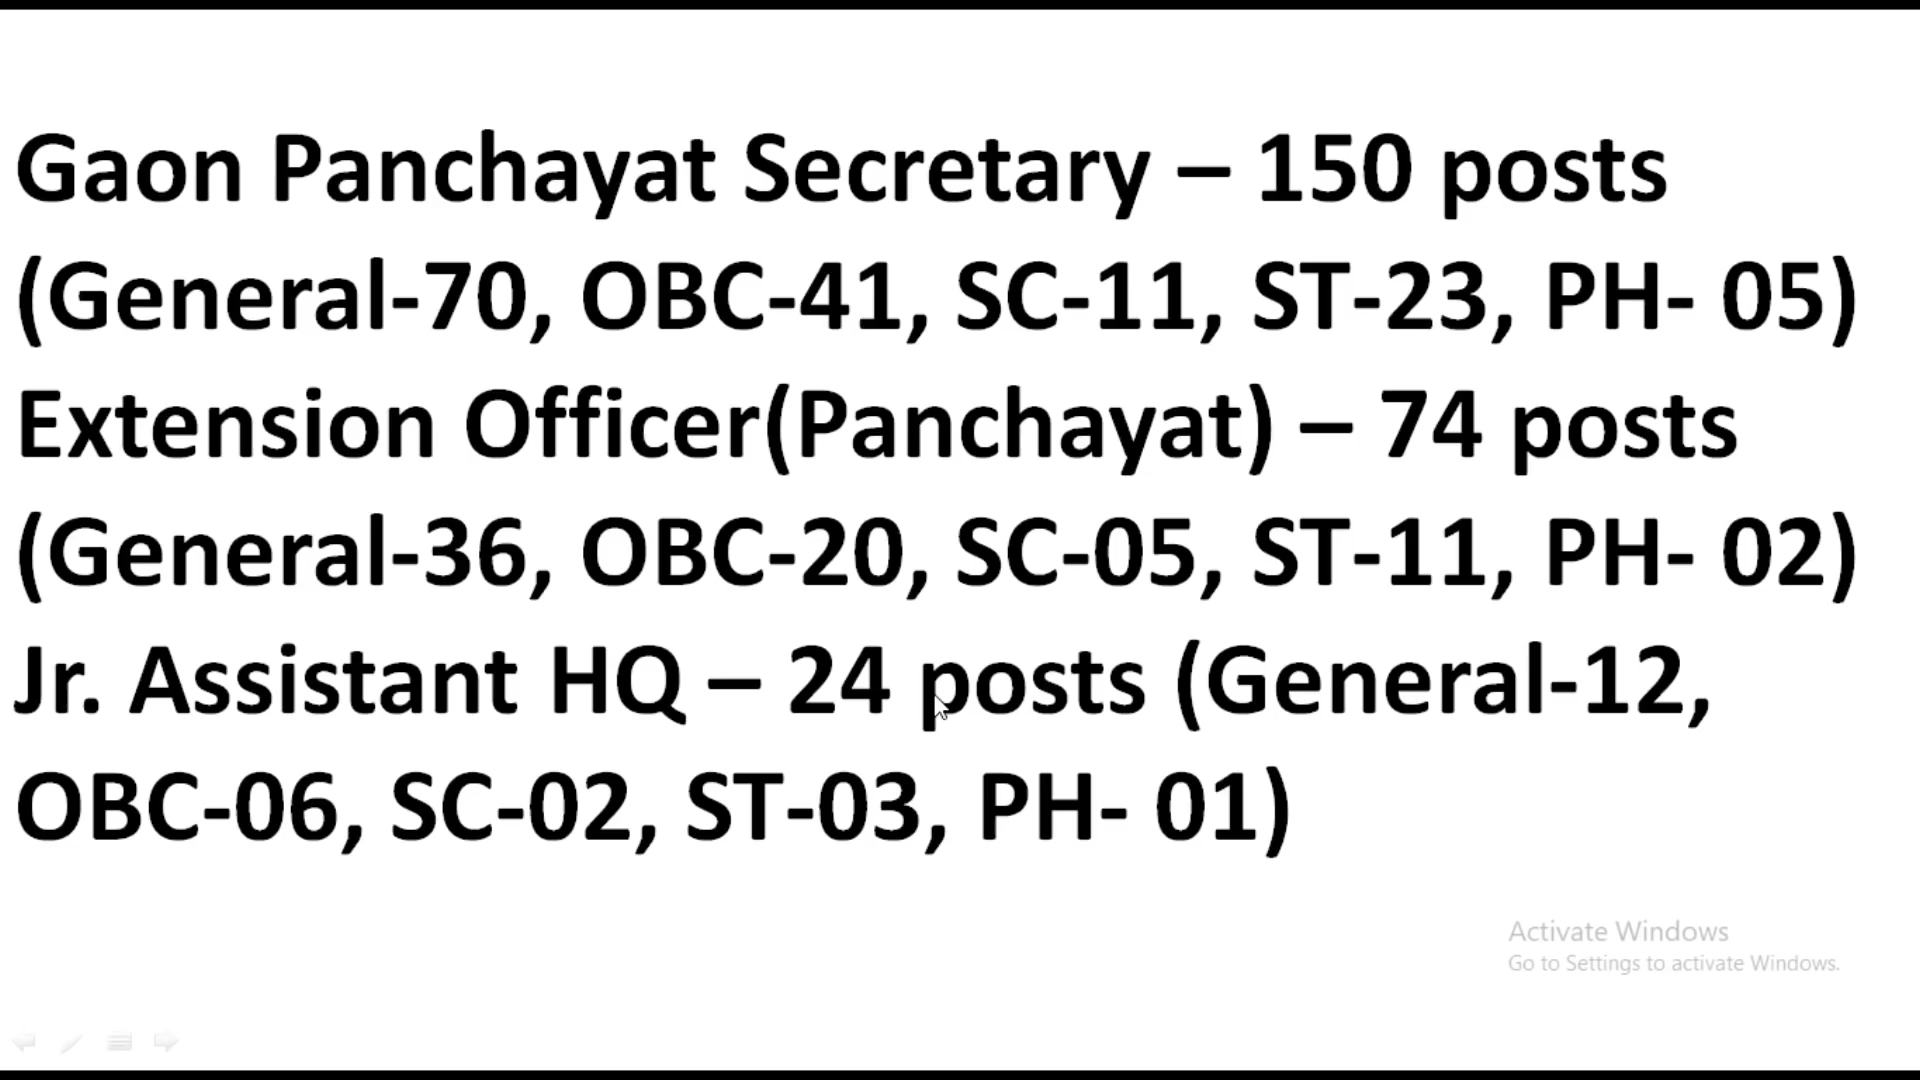 Gaon Panchayat Secretary – 150 posts
(General-70, OBC-41, SC-11, ST-23, PH- 05)
Extension Officer(Panchayat) – 74 posts
(General-36, OBC-20, SC-05, ST-11, PH- 02)
Jr. Assistant HQ – 24 posts (General-12,
OBC-06, SC-02, ST-03, PH- 01)
Activate Windows
Go to Settings to activate Windows.